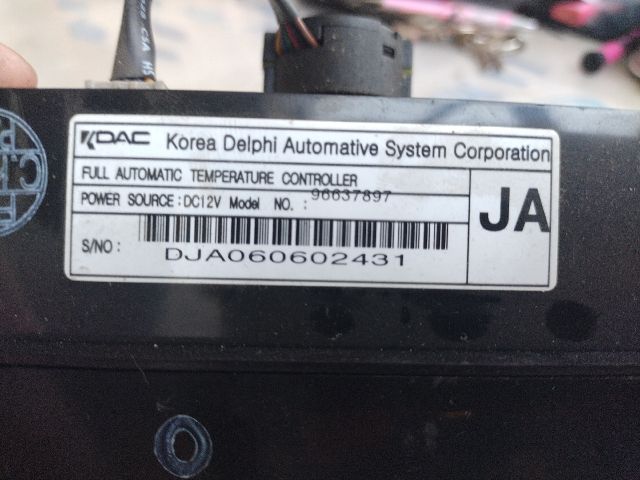 KDAC Korea Delphi Automative System Corporation
FULL AUTOMATIC TEMPERATURE CONTROLLER
POWER SOURCE : DC12V Model NO. : 96637897
JA
S/NO :
DJA060602431